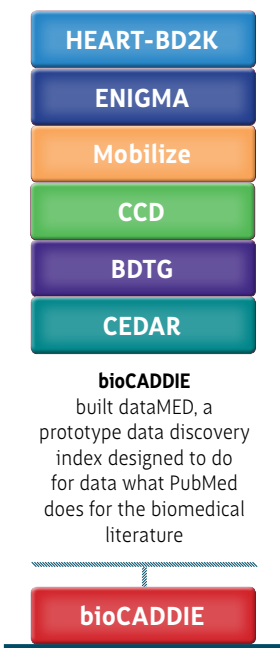 HEART-BD2K
ENIGMA
Mobilize
CCD
BDTG
CEDAR
bioCADDIE
built dataMED, a
prototype data discovery
index designed to do
for data what PubMed
does for the biomedical
literature
bioCADDIE